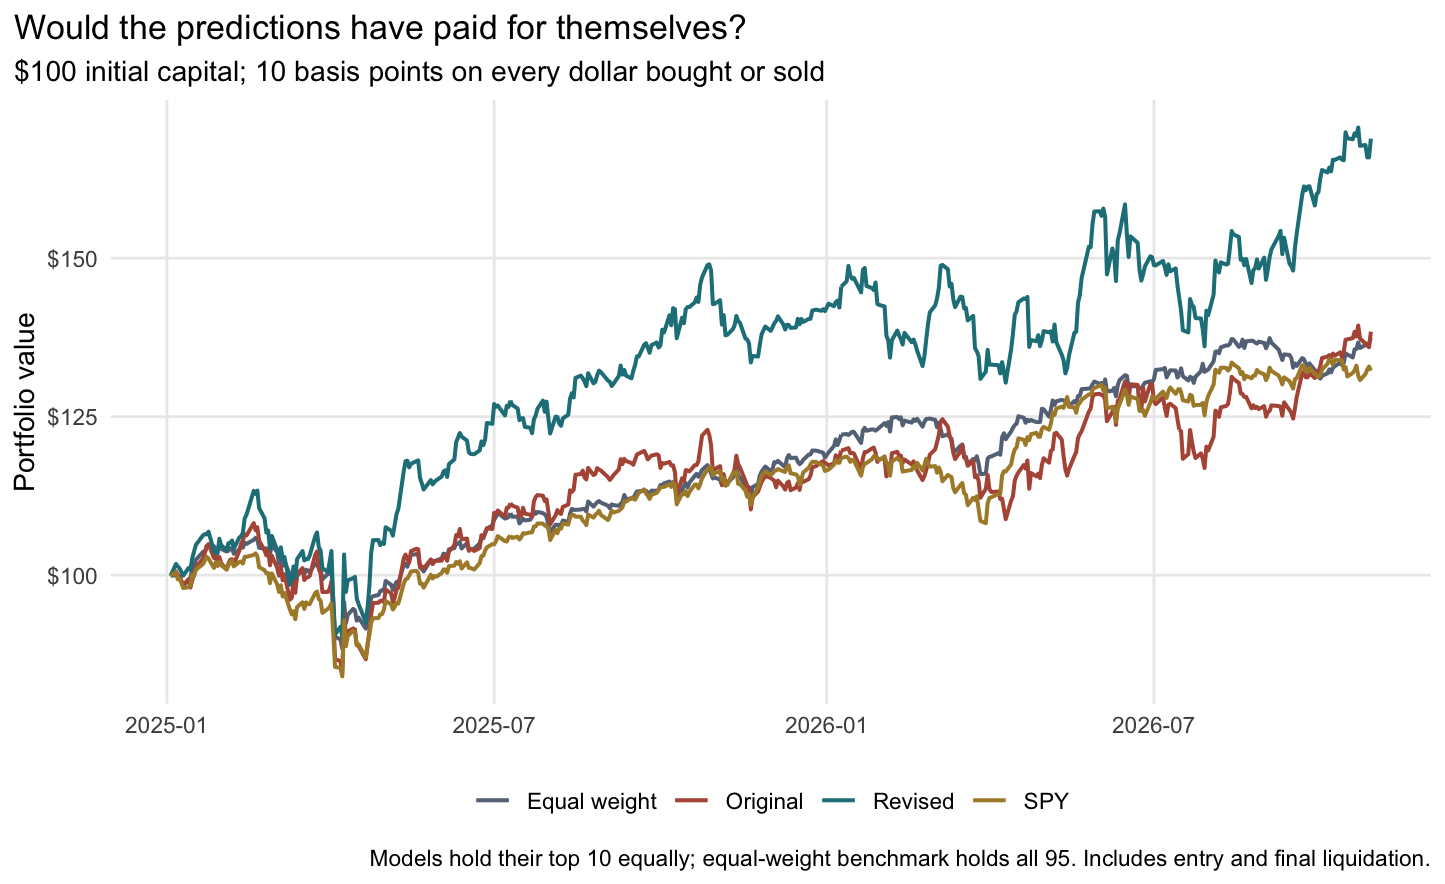 Would the predictions have paid for themselves?
$100 initial capital; 10 basis points on every dollar bought or sold
Portfolio value
$150
$125
$100
2025-01
2025-07
2026-01
2026-07
Equal weight
Original
Revised
SPY
Models hold their top 10 equally; equal-weight benchmark holds all 95. Includes entry and final liquidation.